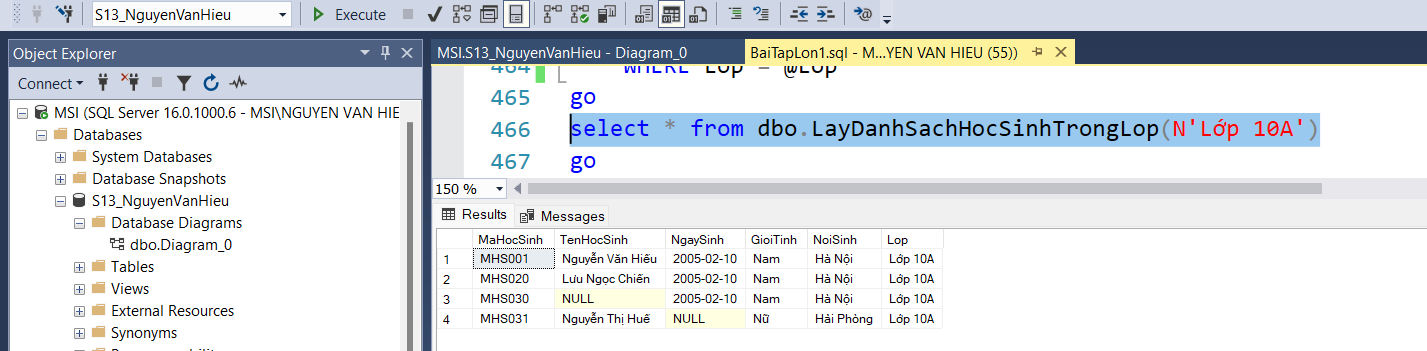 S13_NguyenVanHieu
Execute
Object Explorer
Connect
MSI (SQL Server 16.0.1000.6 - MSI\NGUYEN VAN HIE
Databases
System Databases
Database Snapshots
S13_NguyenVanHieu
Database Diagrams
dbo.Diagram_0
Tables
Views
External Resources
Synonyms
MSI.S13_NguyenVanHieu - Diagram_0
BaiTapLon1.sql - M...YEN VAN HIEU (55))
464 WHERE Lop = @Lop
465 go
466 select * from dbo.LayDanhSachHocSinhTrongLop(N'Lớp 10A')
467 go
150 %
Results Messages
MaHocSinh TenHocSinh NgaySinh GioiTinh NoiSinh Lop
1 MHS001 Nguyễn Văn Hiếu 2005-02-10 Nam Hà Nội Lớp 10A
2 MHS020 Lưu Ngọc Chiến 2005-02-10 Nam Hà Nội Lớp 10A
3 MHS030 NULL 2005-02-10 Nam Hà Nội Lớp 10A
4 MHS031 Nguyễn Thị Huế NULL Nữ Hải Phòng Lớp 10A